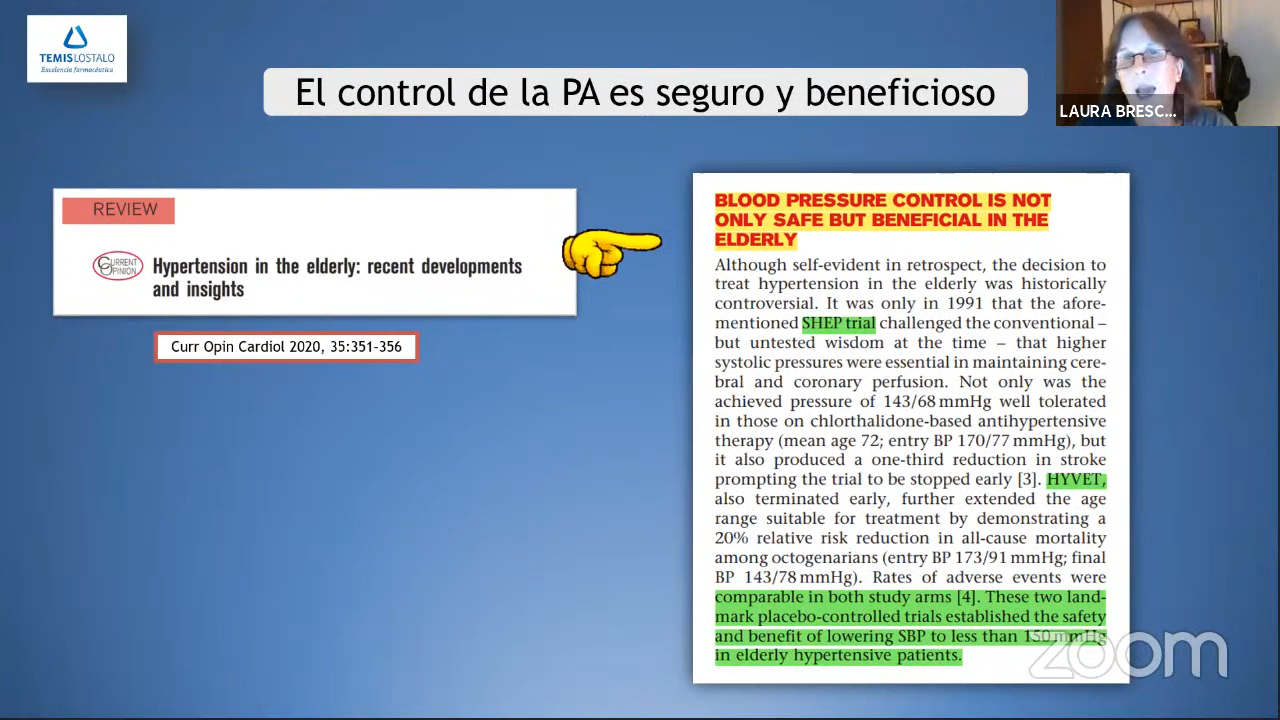 TEMISLOSTALO
Excelencia farmacéutica
El control de la PA es seguro y beneficioso
LAURA BRESC...
REVIEW
CURRENT
OPINION
Hypertension in the elderly: recent developments
and insights
Curr Opin Cardiol 2020, 35:351–356
BLOOD PRESSURE CONTROL IS NOT
ONLY SAFE BUT BENEFICIAL IN THE
ELDERLY
Although self-evident in retrospect, the decision to
treat hypertension in the elderly was historically
controversial. It was only in 1991 that the afore-
mentioned SHEP trial challenged the conventional –
but untested wisdom at the time – that higher
systolic pressures were essential in maintaining cere-
bral and coronary perfusion. Not only was the
achieved pressure of 143/68 mmHg well tolerated
in those on chlorthalidone-based antihypertensive
therapy (mean age 72; entry BP 170/77 mmHg), but
it also produced a one-third reduction in stroke
prompting the trial to be stopped early [3]. HYVET,
also terminated early, further extended the age
range suitable for treatment by demonstrating a
20% relative risk reduction in all-cause mortality
among octogenarians (entry BP 173/91 mmHg; final
BP 143/78 mmHg). Rates of adverse events were
comparable in both study arms [4]. These two land-
mark placebo-controlled trials established the safety
and benefit of lowering SBP to less than 150 mmHg
in elderly hypertensive patients.
zoom